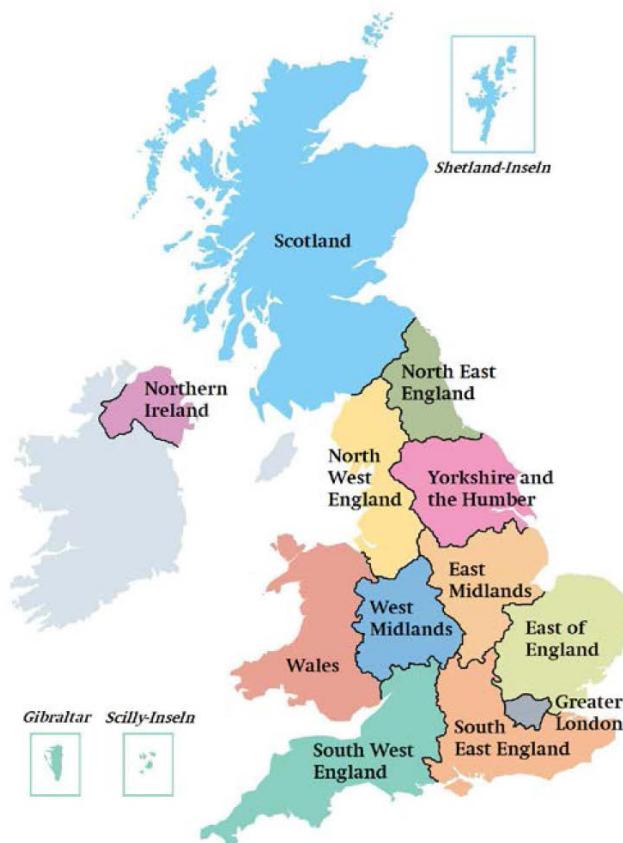 Shetland-Inseln
Scotland
North East
England
Northern
Ireland
North
West
England
Yorkshire and
the Humber
East
Midlands
West
Midlands
East of
England
Wales
Greater
London
Gibraltar
Scilly-Inseln
South West
England
South
East England